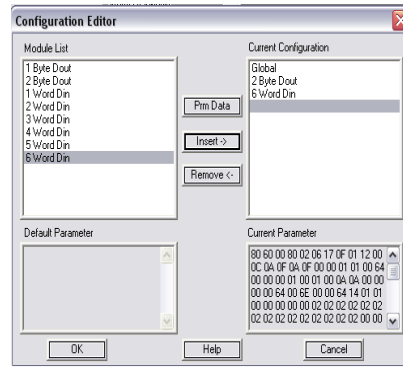 Configuration Editor
Module List
1 Byte Dout
2 Byte Dout
1 Word Din
2 Word Din
3 Word Din
4 Word Din
5 Word Din
6 Word Din
Prm Data
Insert ->
Remove <-
Current Configuration
Global
2 Byte Dout
6 Word Din
Default Parameter
Current Parameter
80 60 00 80 02 06 17 0F 01 12 00
0C 0A 0F 0A 0F 00 00 01 01 00 64
00 00 00 01 00 01 00 0A 0A 00 00
00 00 64 00 6E 00 00 64 14 01 01
00 00 00 00 00 02 02 02 02 02 02
02 02 02 02 02 02 02 02 02 00 00
OK
Help
Cancel